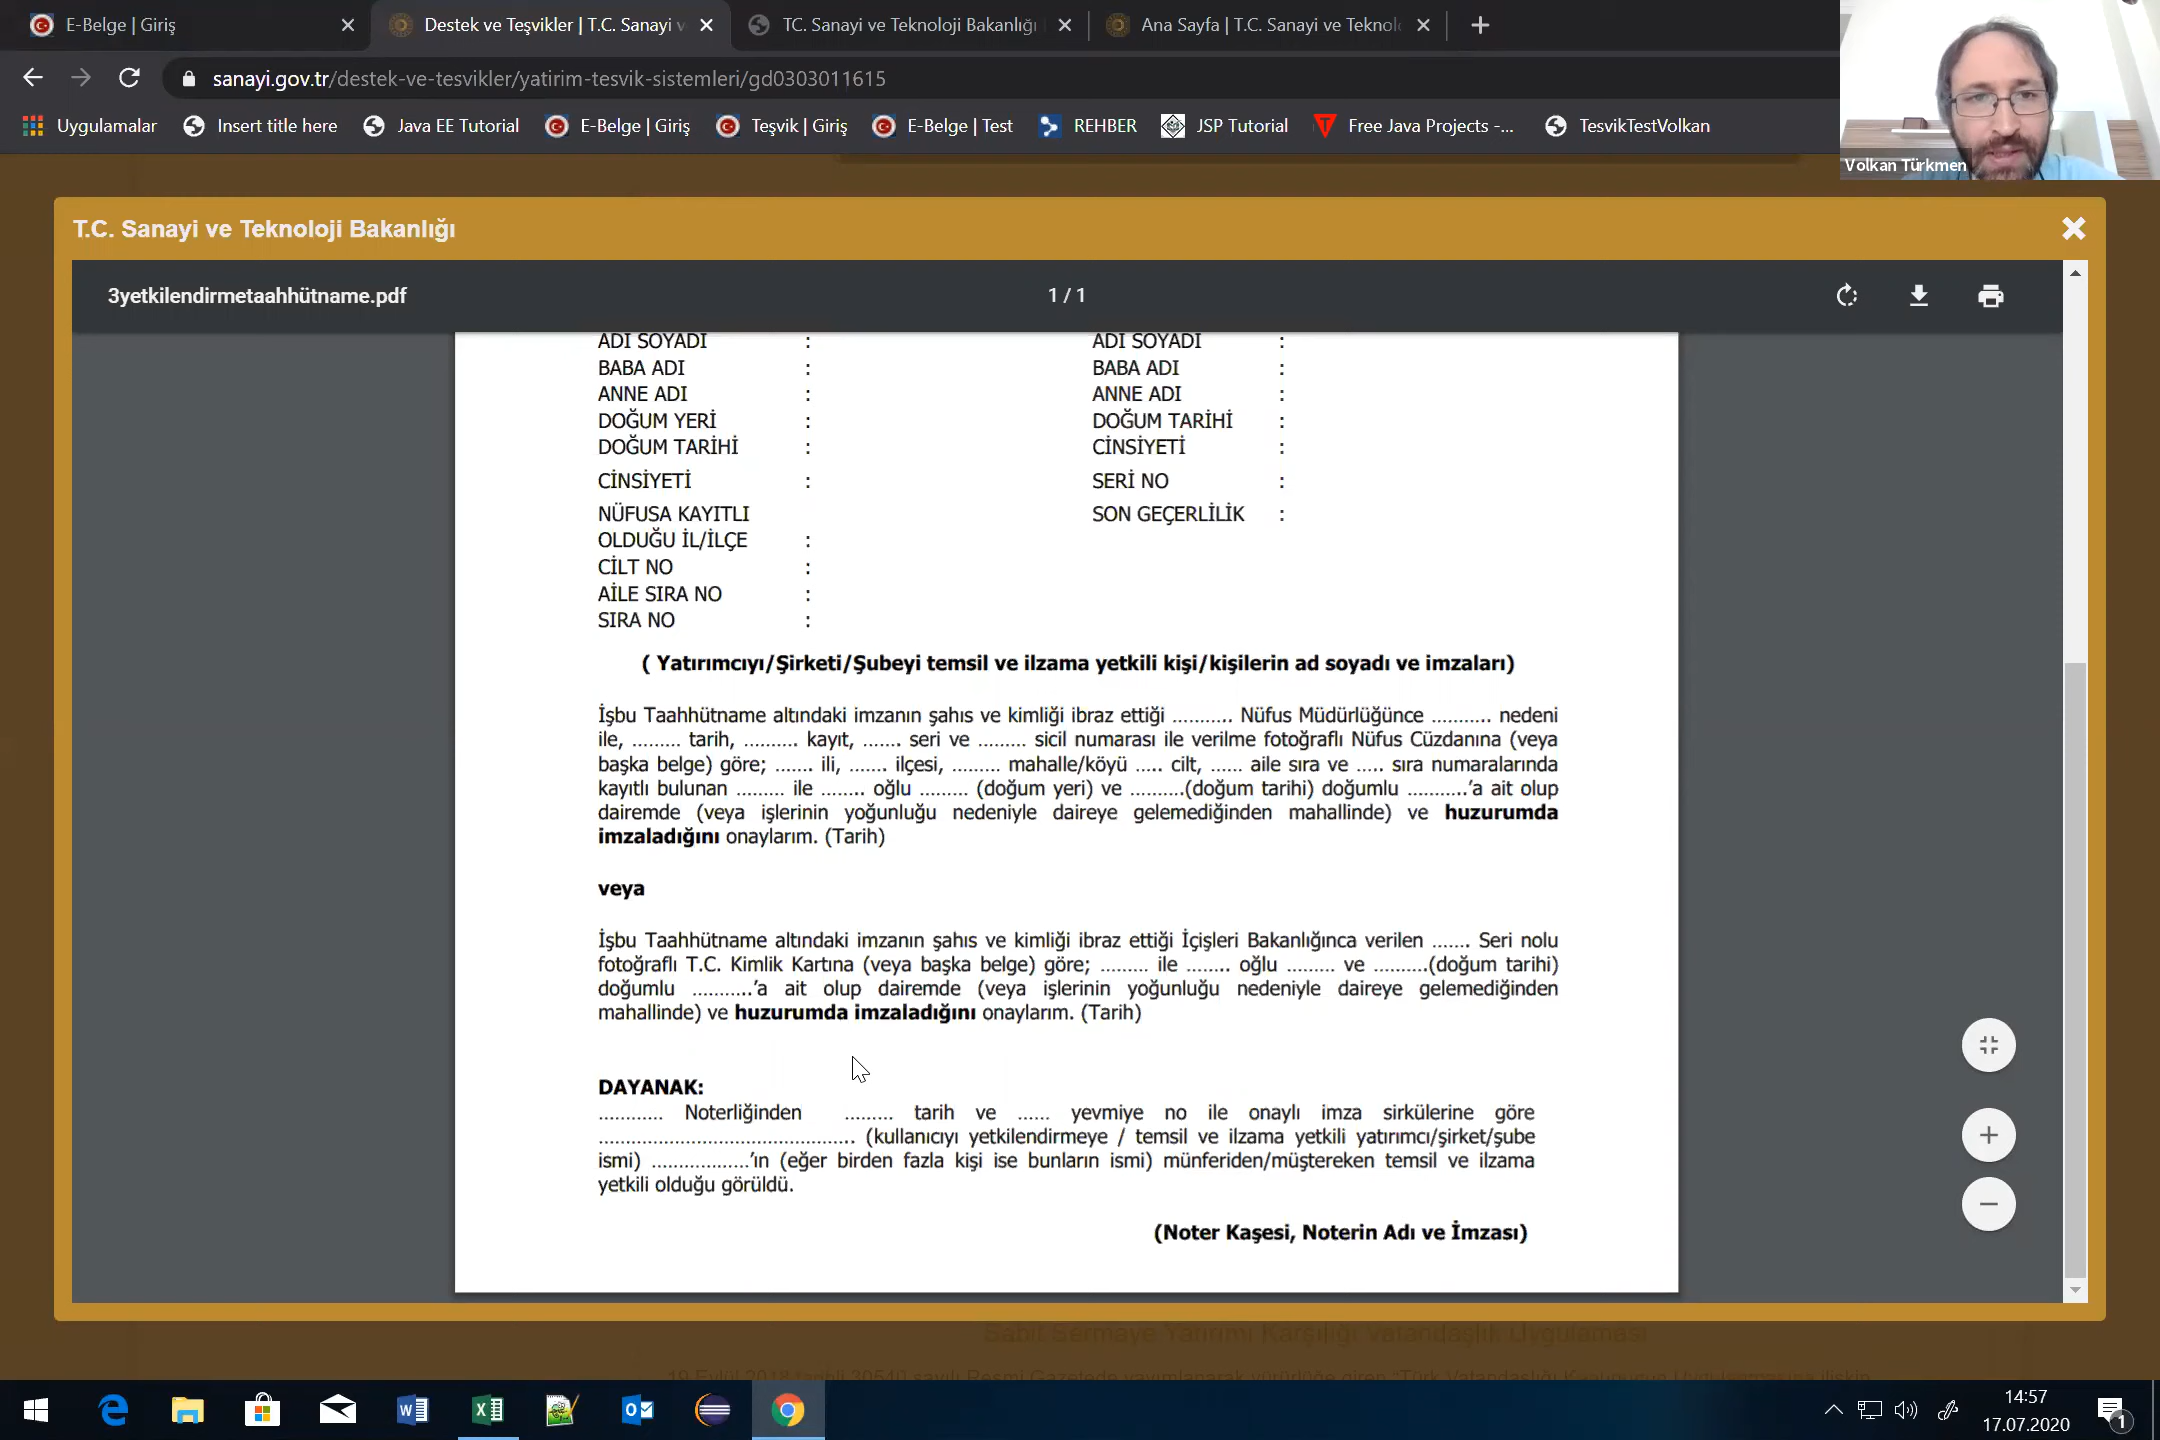 E-Belge | Giriş
Destek ve Teşvikler | T.C. Sanayi v
TC. Sanayi ve Teknoloji Bakanlığı
Ana Sayfa | T.C. Sanayi ve Teknolo
sanayi.gov.tr/destek-ve-tesvikler/yatirim-tesvik-sistemleri/gd0303011615
Uygulamalar Insert title here Java EE Tutorial E-Belge | Giriş Teşvik | Giriş E-Belge | Test REHBER JSP Tutorial Free Java Projects -... TesvikTestVolkan
Volkan Türkmen
T.C. Sanayi ve Teknoloji Bakanlığı
3yetkilendirmetaahhütname.pdf 1 / 1
ADI SOYADI : ADI SOYADI :
BABA ADI : BABA ADI :
ANNE ADI : ANNE ADI :
DOĞUM YERİ : DOĞUM TARİHİ :
DOĞUM TARİHİ : CİNSİYETİ :
CİNSİYETİ : SERİ NO :
NÜFUSA KAYITLI SON GEÇERLİLİK :
OLDUĞU İL/İLÇE :
CİLT NO :
AİLE SIRA NO :
SIRA NO :
( Yatırımcıyı/Şirketi/Şubeyi temsil ve ilzama yetkili kişi/kişilerin ad soyadı ve imzaları)
İşbu Taahhütname altındaki imzanın şahıs ve kimliği ibraz ettiği .......... Nüfus Müdürlüğünce .......... nedeni
ile, ......... tarih, ......... kayıt, ....... seri ve ........ sicil numarası ile verilme fotoğraflı Nüfus Cüzdanına (veya
başka belge) göre; ....... ili, ....... ilçesi, ........ mahalle/köyü ..... cilt, ...... aile sıra ve ..... sıra numaralarında
kayıtlı bulunan ......... ile ........ oğlu ......... (doğum yeri) ve ..........(doğum tarihi) doğumlu ...........'a ait olup
dairemde (veya işlerinin yoğunluğu nedeniyle daireye gelemediğinden mahallinde) ve huzurumda
imzaladığını onaylarım. (Tarih)
veya
İşbu Taahhütname altındaki imzanın şahıs ve kimliği ibraz ettiği İçişleri Bakanlığınca verilen ....... Seri nolu
fotoğraflı T.C. Kimlik Kartına (veya başka belge) göre; ......... ile ........ oğlu ......... ve ..........(doğum tarihi)
doğumlu ...........'a ait olup dairemde (veya işlerinin yoğunluğu nedeniyle daireye gelemediğinden
mahallinde) ve huzurumda imzaladığını onaylarım. (Tarih)
DAYANAK:
............ Noterliğinden ......... tarih ve ...... yevmiye no ile onaylı imza sirkülerine göre
.............................................. (kullanıcıyı yetkilendirmeye / temsil ve ilzama yetkili yatırımcı/şirket/şube
ismi) ..................'ın (eğer birden fazla kişi ise bunların ismi) münferiden/müştereken temsil ve ilzama
yetkili olduğu görüldü.
(Noter Kaşesi, Noterin Adı ve İmzası)
Sabit Sermaye Yatırımı Karşılığı Vatandaşlık Uygulaması
14:57
17.07.2020
1